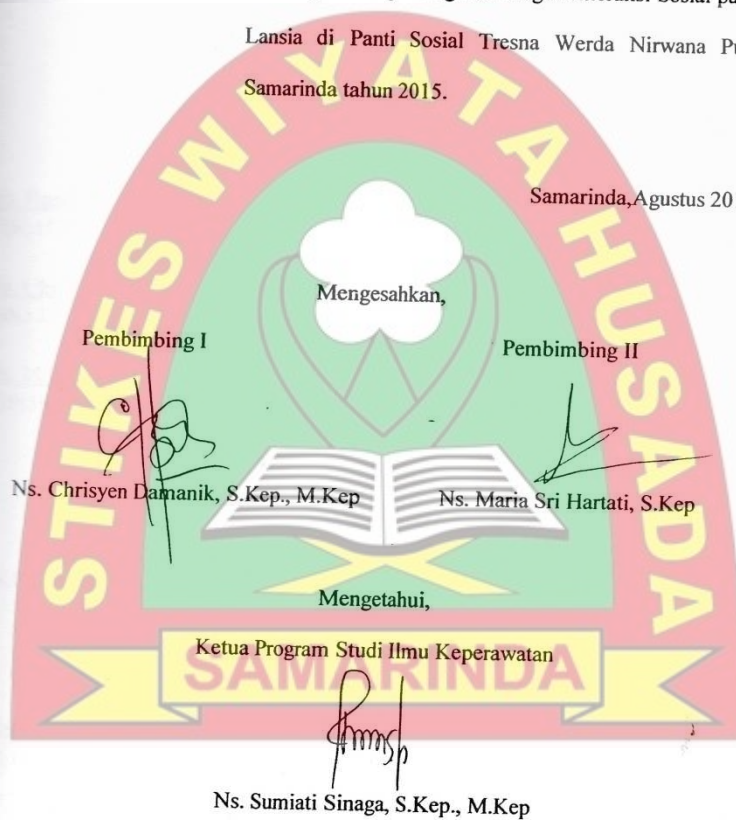 Sosial
Lansia di Panti Sosial Tresna Werda Nirwana
Samarinda tahun 2015.
Samarinda,Agustus 20
Mengesahkan,
Pembimbing I
Pembimbing II
Ns. Chrisyen Damanik, S.Kep., M.Kep
Ns. Maria Sri Hartati, S.Kep
Mengetahui,
Ketua Program Studi Ilmu Keperawatan
Ns. Sumiati Sinaga, S.Kep., M.Kep
STIKES WIYATA HUSADA
SAMARINDA